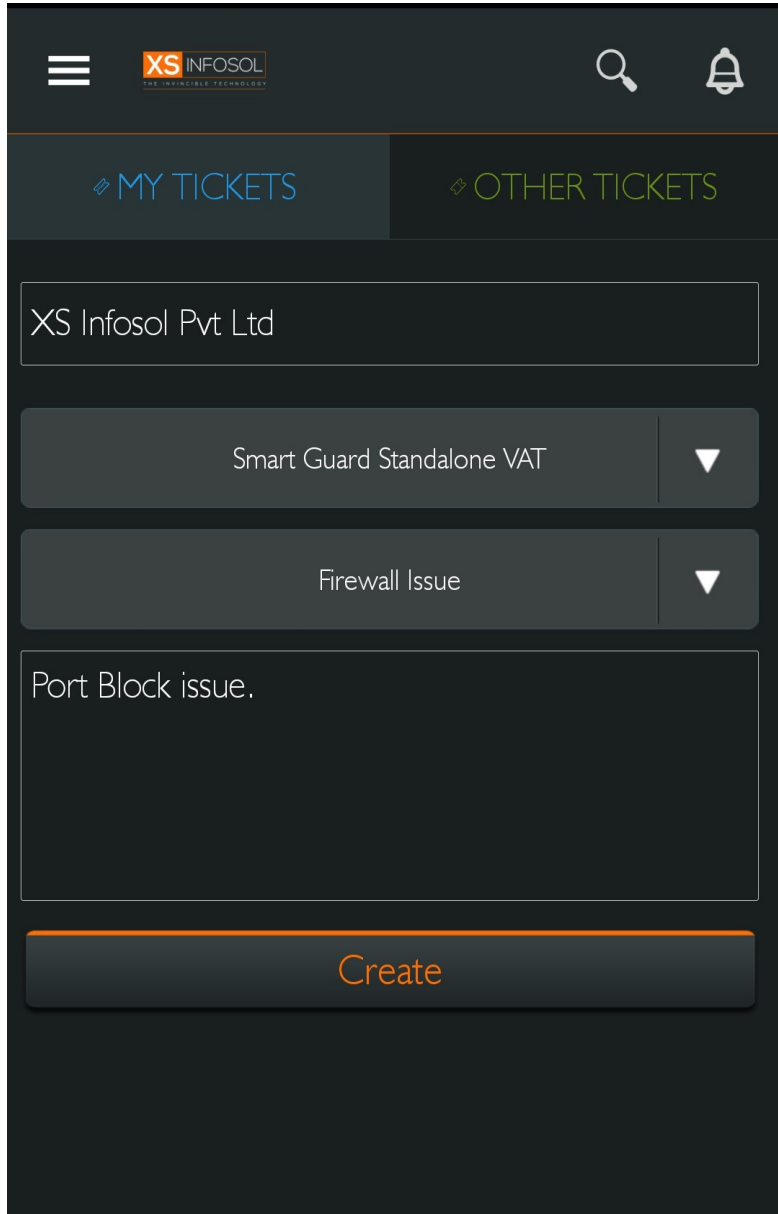 XS INFOSOL
THE INVINCIBLE TECHNOLOGY
MY TICKETS
OTHER TICKETS
XS Infosol Pvt Ltd
Smart Guard Standalone VAT
Firewall Issue
Port Block issue.
Create